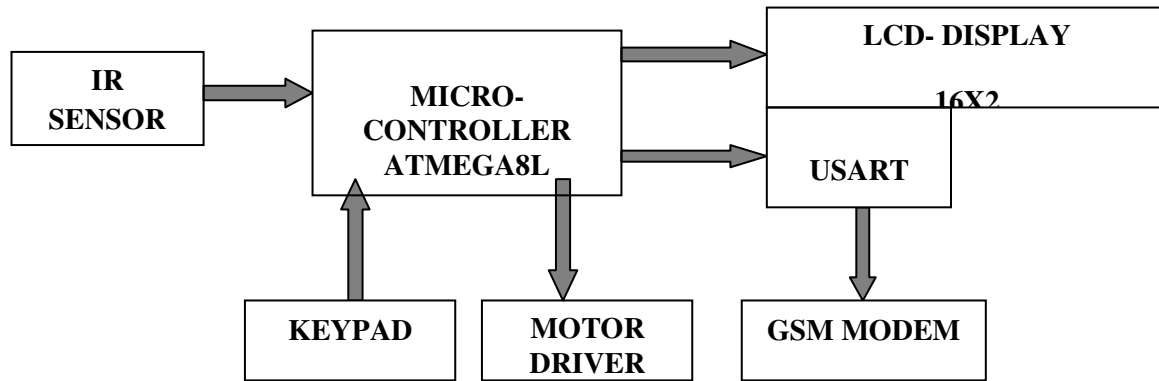 IR
SENSOR
MICRO-
CONTROLLER
ATMEGA8L
LCD- DISPLAY
16X2
USART
KEYPAD
MOTOR
DRIVER
GSM MODEM